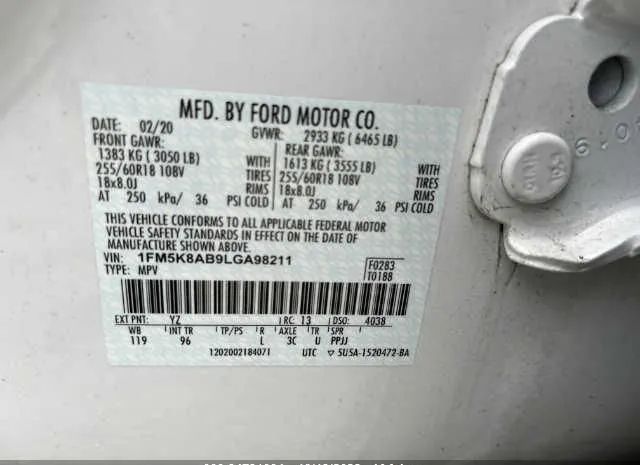 MFD. BY FORD MOTOR CO.
DATE: 02/20 GVWR: 2933 KG ( 6465 LB)
FRONT GAWR: REAR GAWR:
1383 KG ( 3050 LB) WITH 1613 KG ( 3555 LB) WITH
255/60R18 108V TIRES 255/60R18 108V TIRES
18x8.0J RIMS 18x8.0J RIMS
AT 250 kPa/ 36 PSI COLD AT 250 kPa/ 36 PSI COLD
THIS VEHICLE CONFORMS TO ALL APPLICABLE FEDERAL MOTOR
VEHICLE SAFETY STANDARDS IN EFFECT ON THE DATE OF
MANUFACTURE SHOWN ABOVE.
VIN: 1FM5K8AB9LGA98211 F0283
TYPE: MPV T0188
EXT PNT: YZ RC: 13 DSO: 4038
WB INT TR TP/PS R AXLE TR SPR
119 96 L 3C U PPJJ
1202002184071 UTC ▽ 5U5A-1520472-BA